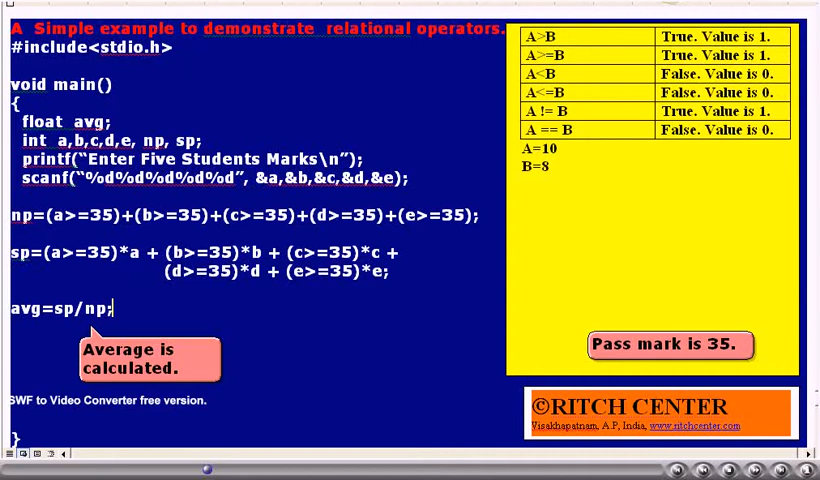 A Simple example to demonstrate relational operators.
#include<stdio.h>
void main()
{
float avg;
int a,b,c,d,e, np, sp;
printf(“Enter Five Students Marks\n”);
scanf(“%d%d%d%d%d”, &a,&b,&c,&d,&e);
np=(a>=35)+(b>=35)+(c>=35)+(d>=35)+(e>=35);
sp=(a>=35)*a + (b>=35)*b + (c>=35)*c +
(d>=35)*d + (e>=35)*e;
avg=sp/np;
Average is
calculated.
SWF to Video Converter free version.
}
A>B True. Value is 1.
A>=B True. Value is 1.
A<B False. Value is 0.
A<=B False. Value is 0.
A != B True. Value is 1.
A == B False. Value is 0.
A=10
B=8
Pass mark is 35.
©RITCH CENTER
Visakhapatnam, A.P, India, www.ritchcenter.com